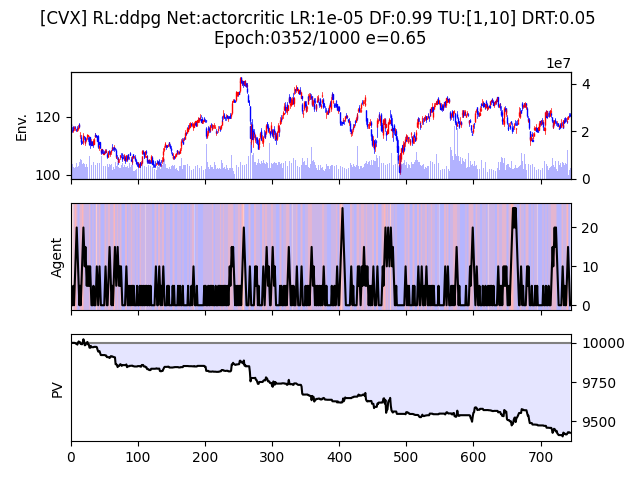 [CVX] RL:ddpg Net:actorcritic LR:1e-05 DF:0.99 TU:[1,10] DRT:0.05
Epoch:0352/1000 e=0.65
1e7
Env.
120
100
4
2
0
Agent
20
10
0
PV
10000
9750
9500
0 100 200 300 400 500 600 700